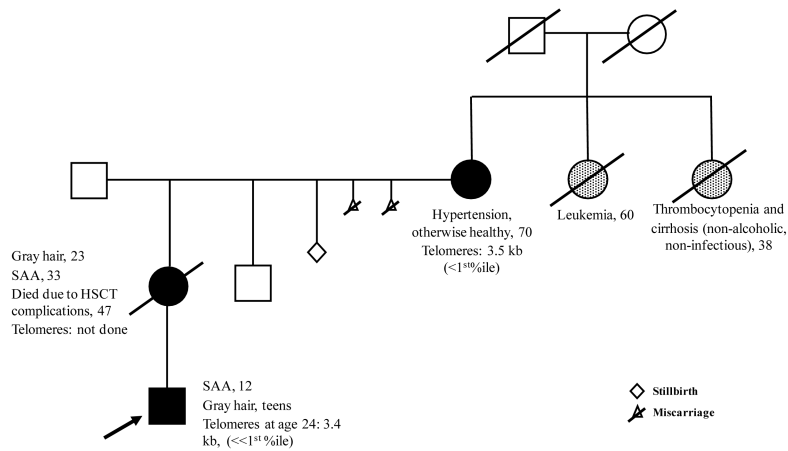 Hypertension,
otherwise healthy, 70
Telomeres: 3.5 kb
(<1st%ile)
Leukemia, 60
Thrombocytopenia and
cirrhosis (non-alcoholic,
non-infectious), 38
Gray hair, 23
SAA, 33
Died due to HSCT
complications, 47
Telomeres: not done
SAA, 12
Gray hair, teens
Telomeres at age 24: 3.4
kb, (<<1st %ile)
Stillbirth
Miscarriage